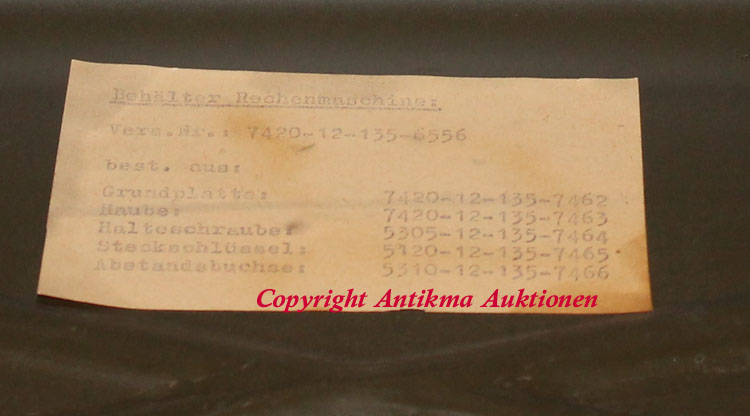 Behälter Rechenmaschine:
Vers.Nr.: 7420-12-135-6556
best. aus:
Grundplatte: 7420-12-135-7462
Haube: 7420-12-135-7463
Halteschraube: 5305-12-135-7464
Steckschlüssel: 5120-12-135-7465
Abstandsbuchse: 5310-12-135-7466
Copyright Antikma Auktionen